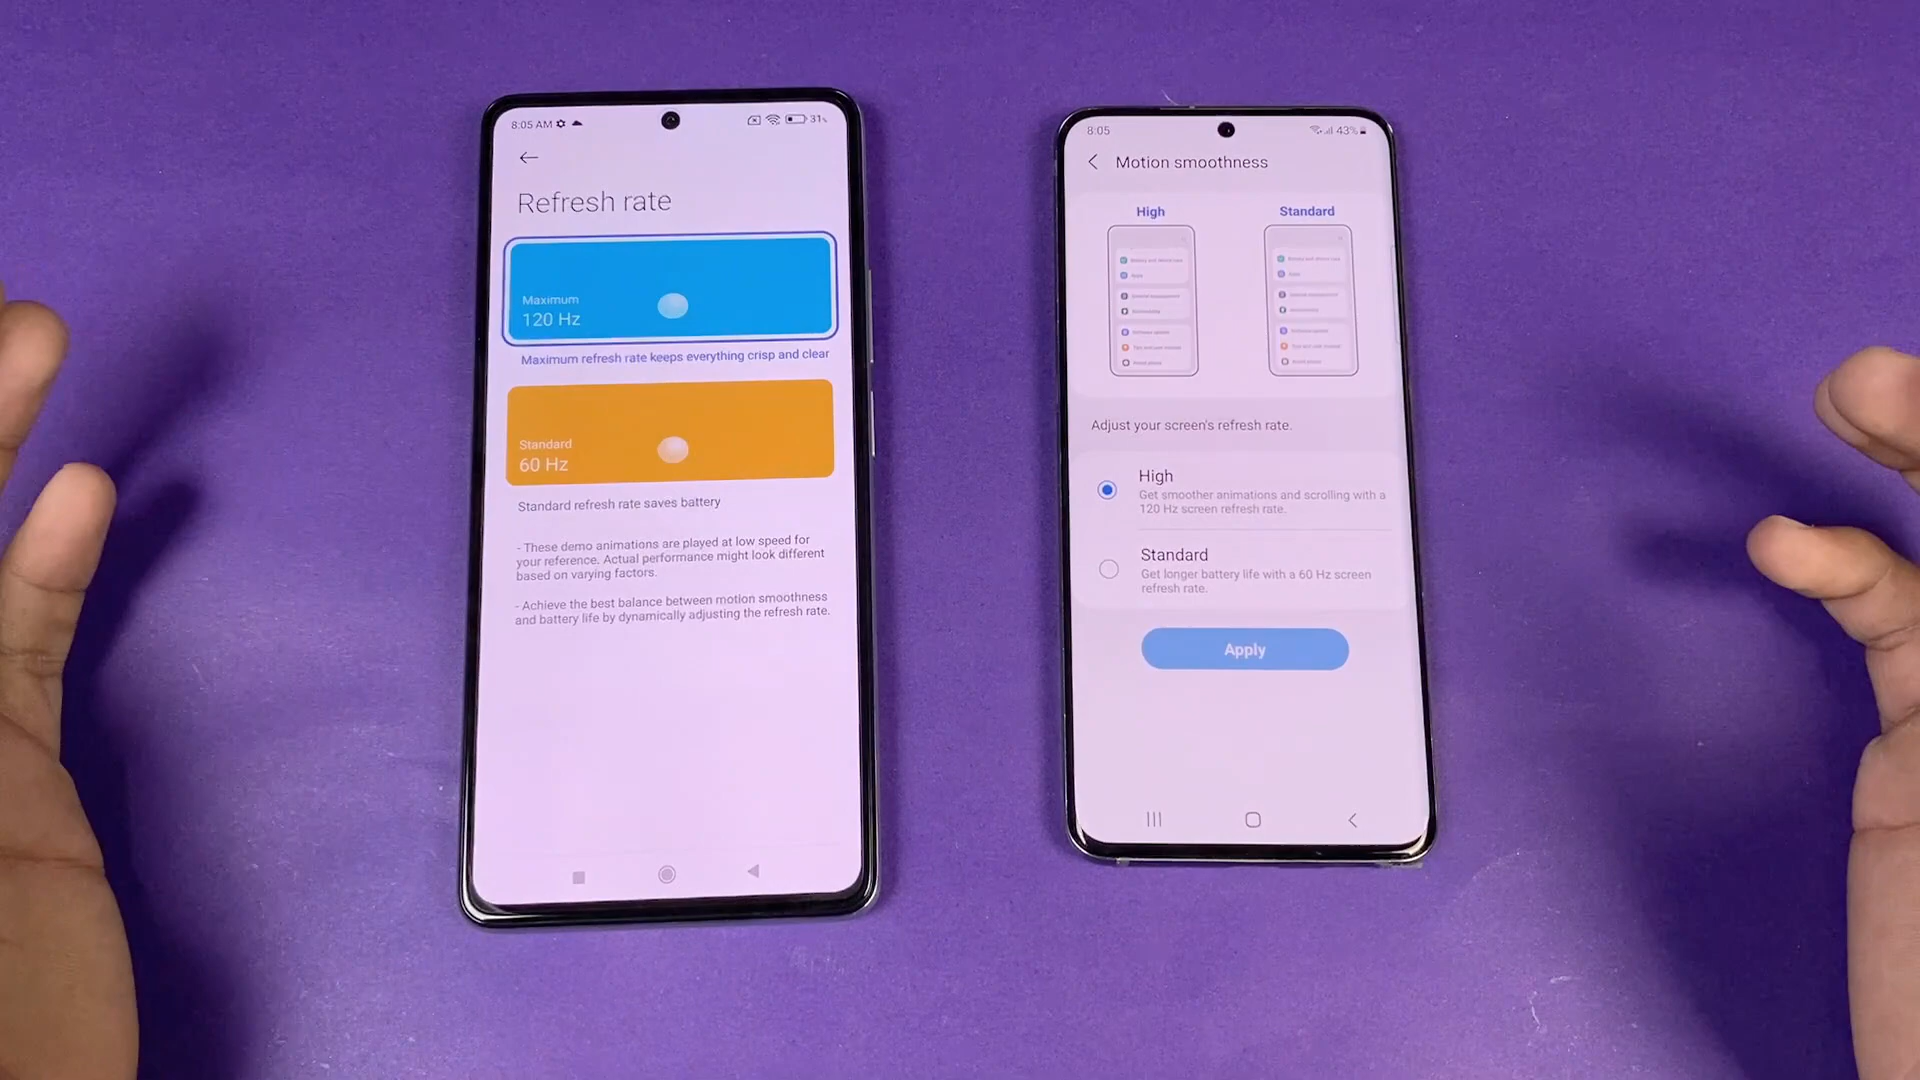 8:05 AM
31%
Refresh rate
Maximum
120 Hz
Maximum refresh rate keeps everything crisp and clear
Standard
60 Hz
Standard refresh rate saves battery
- These demo animations are played at low speed for
your reference. Actual performance might look different
based on varying factors.
- Achieve the best balance between motion smoothness
and battery life by dynamically adjusting the refresh rate.
8:05
43%
Motion smoothness
High
Standard
Adjust your screen's refresh rate.
High
Get smoother animations and scrolling with a
120 Hz screen refresh rate.
Standard
Get longer battery life with a 60 Hz screen
refresh rate.
Apply